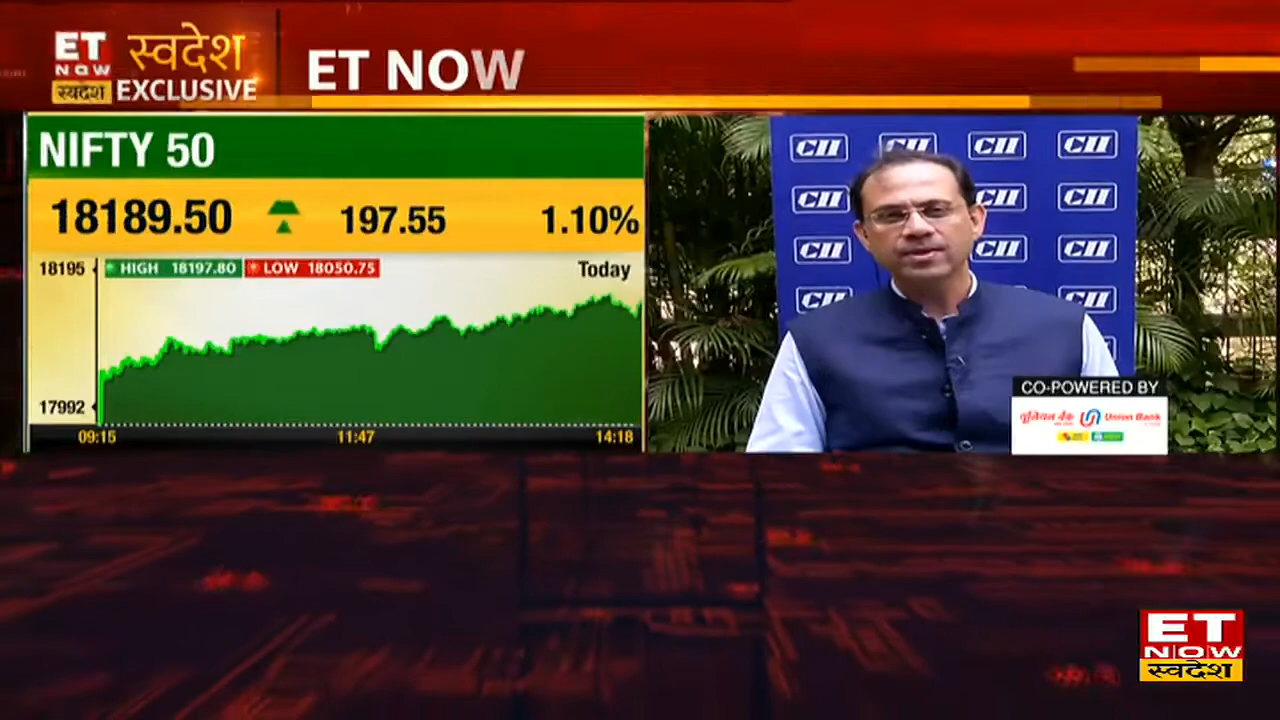 ET
NOW
स्वदेश
स्वदेश
EXCLUSIVE
ET NOW
NIFTY 50
18189.50 197.55 1.10%
18195 HIGH 18197.80 LOW 18050.75 Today
17992
09:15 11:47 14:18
CII CII CII CII
CII CII CII
CII CII CII
CII CII
CO-POWERED BY
यूनियन बैंक Union Bank
ET
NOW
स्वदेश